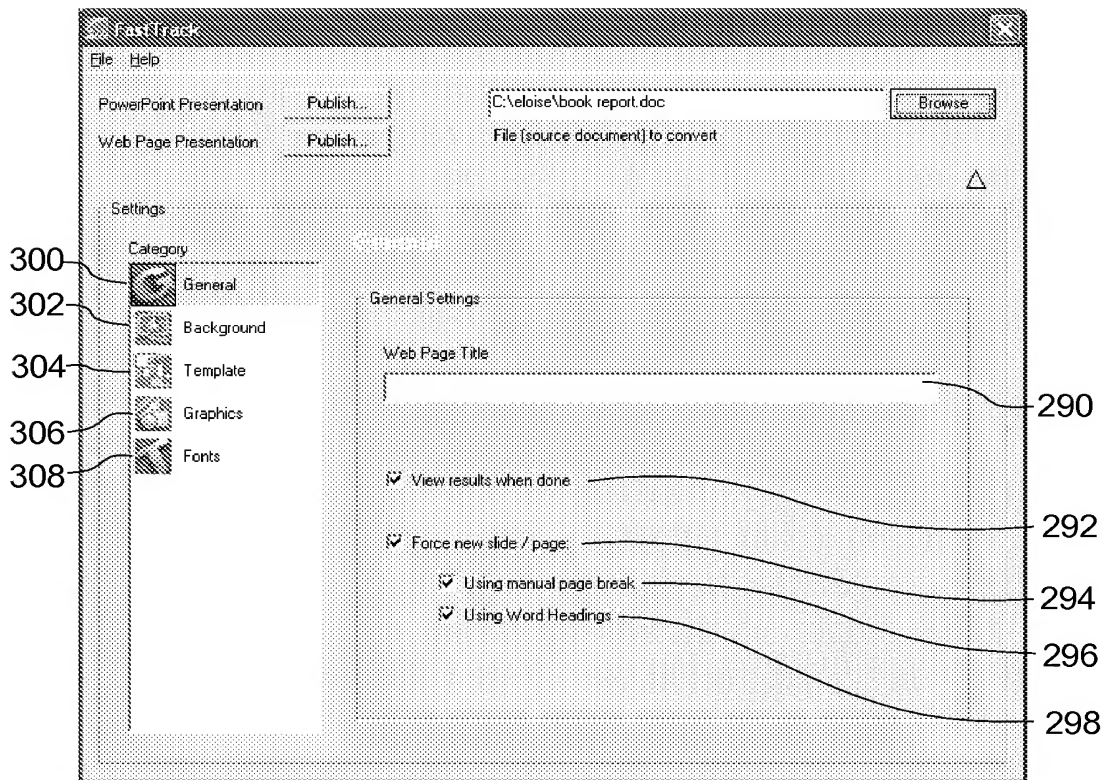 FastTrack
File Help
PowerPoint Presentation Publish... C:\eloise\book report.doc Browse
Web Page Presentation Publish... File (source document) to convert
Settings
Category
General
300 General
General Settings
302 Background
Web Page Title
304 Template
290
306 Graphics
308 Fonts
View results when done
292
Force new slide / page:
294
Using manual page break
296
Using Word Headings
298